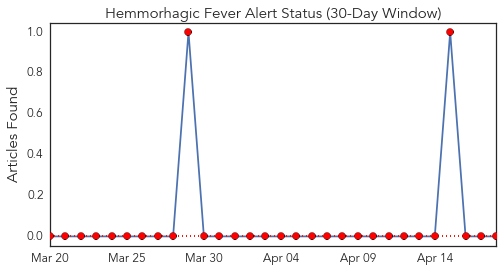 Hemmorhagic Fever Alert Status (30-Day Window)
Articles Found
1.0
0.8
0.6
0.4
0.2
0.0
Mar 20 Mar 25 Mar 30 Apr 04 Apr 09 Apr 14